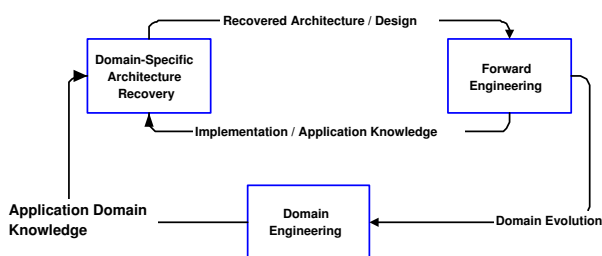 Recovered Architecture / Design
Domain-Specific
Architecture
Recovery
Forward
Engineering
Implementation / Application Knowledge
Application Domain
Knowledge
Domain
Engineering
Domain Evolution